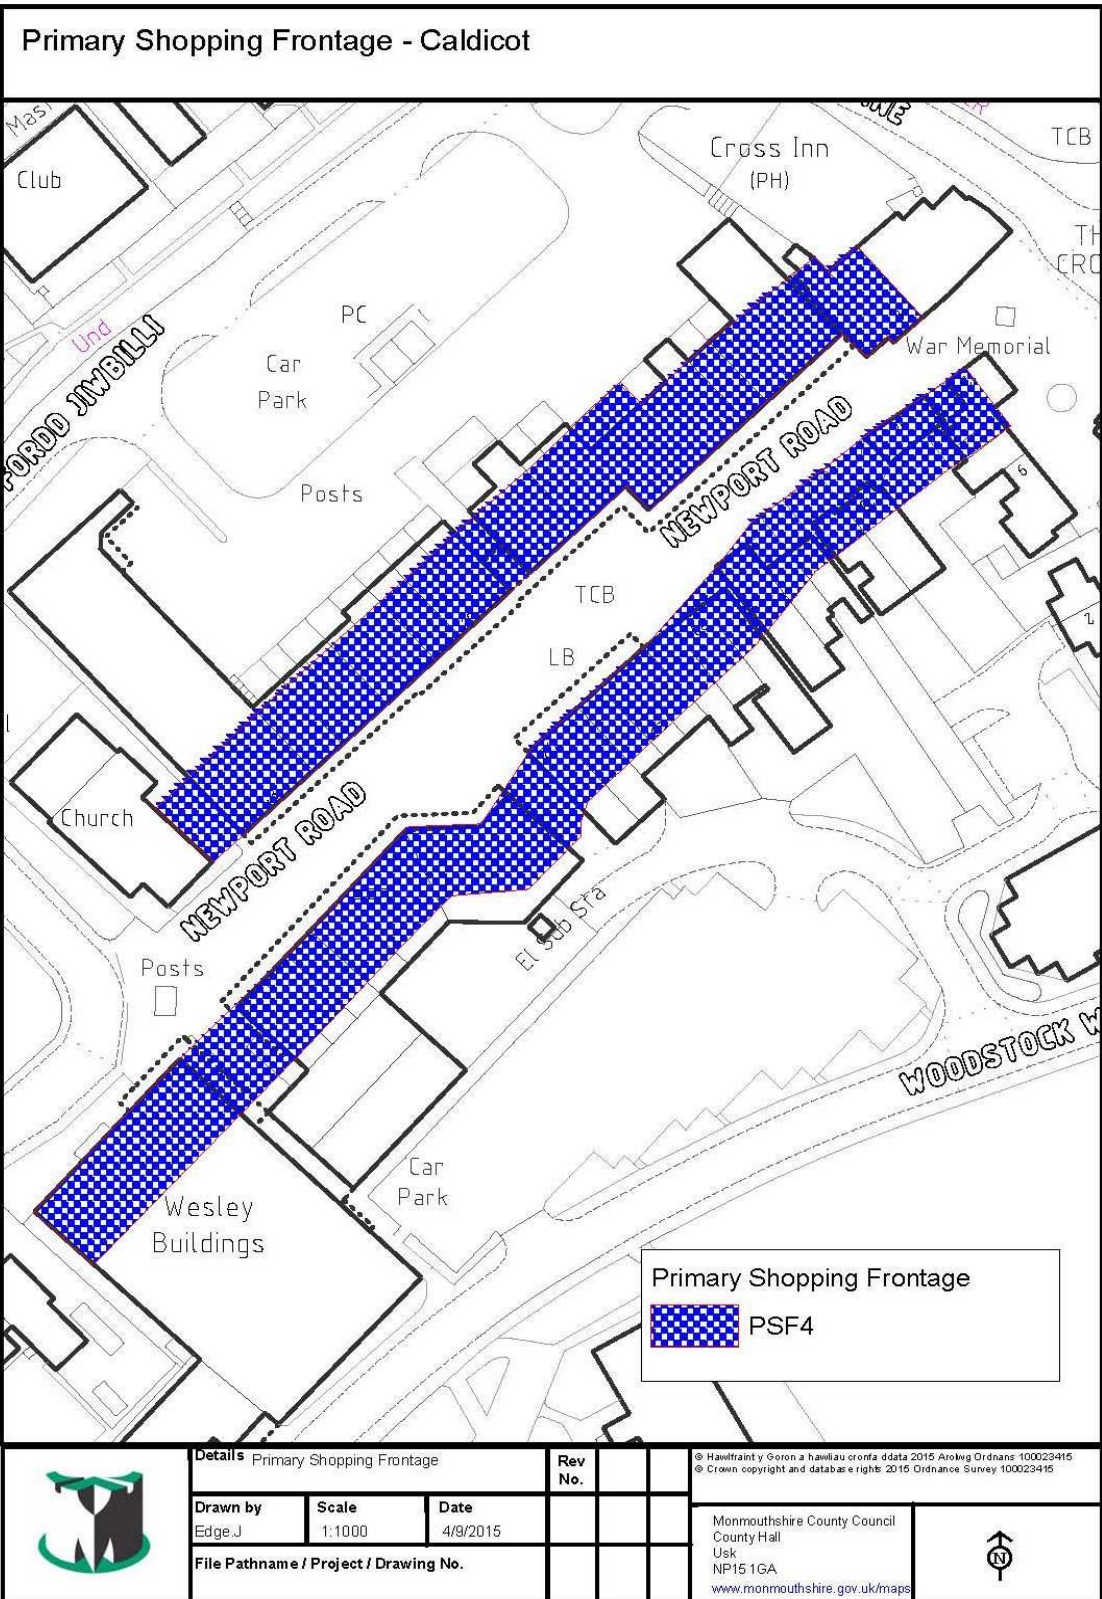 Primary Shopping Frontage - Caldicot
Club
Cross Inn
(PH)
TCB
PC
Und
Car
Park
FORDD JIWBILLI
War Memorial
NEWPORT ROAD
Posts
6
TCB
2
LB
Church
NEWPORT ROAD
El Sub Sta
Posts
WOODSTOCK W
Car
Park
Wesley
Buildings
Primary Shopping Frontage
PSF4
Details Primary Shopping Frontage
Rev
No.
© Hawlfraint y Goron a hawliau cronfa ddata 2015 Arolwg Ordnans 100023415
© Crown copyright and database rights 2015 Ordnance Survey 100023415
Drawn by
Edge.J
Scale
1:1000
Date
4/9/2015
File Pathname / Project / Drawing No.
Monmouthshire County Council
County Hall
Usk
NP15 1GA
www.monmouthshire.gov.uk/maps
N